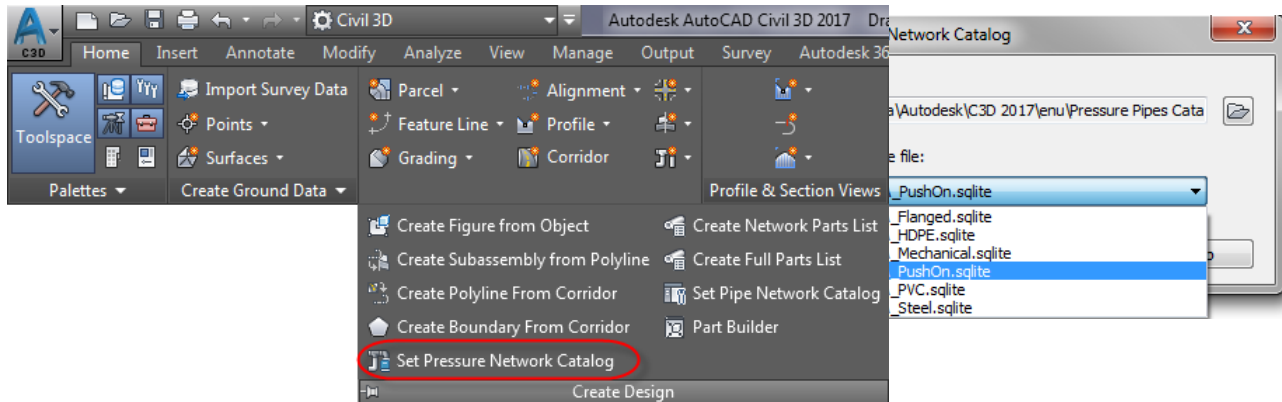 Civil 3D
Autodesk AutoCAD Civil 3D 2017 Dra
C3D
Home Insert Annotate Modify Analyze View Manage Output Survey Autodesk 36
Toolspace
Import Survey Data
Points
Surfaces
Parcel
Feature Line
Grading
Alignment
Profile
Corridor
Palettes
Create Ground Data
Profile & Section Views
Create Figure from Object
Create Subassembly from Polyline
Create Polyline From Corridor
Create Boundary From Corridor
Set Pressure Network Catalog
Create Network Parts List
Create Full Parts List
Set Pipe Network Catalog
Part Builder
Create Design
Network Catalog
a\Autodesk\C3D 2017\enu\Pressure Pipes Cata
e file:
_PushOn.sqlite
_Flanged.sqlite
_HDPE.sqlite
_Mechanical.sqlite
_PushOn.sqlite
_PVC.sqlite
_Steel.sqlite